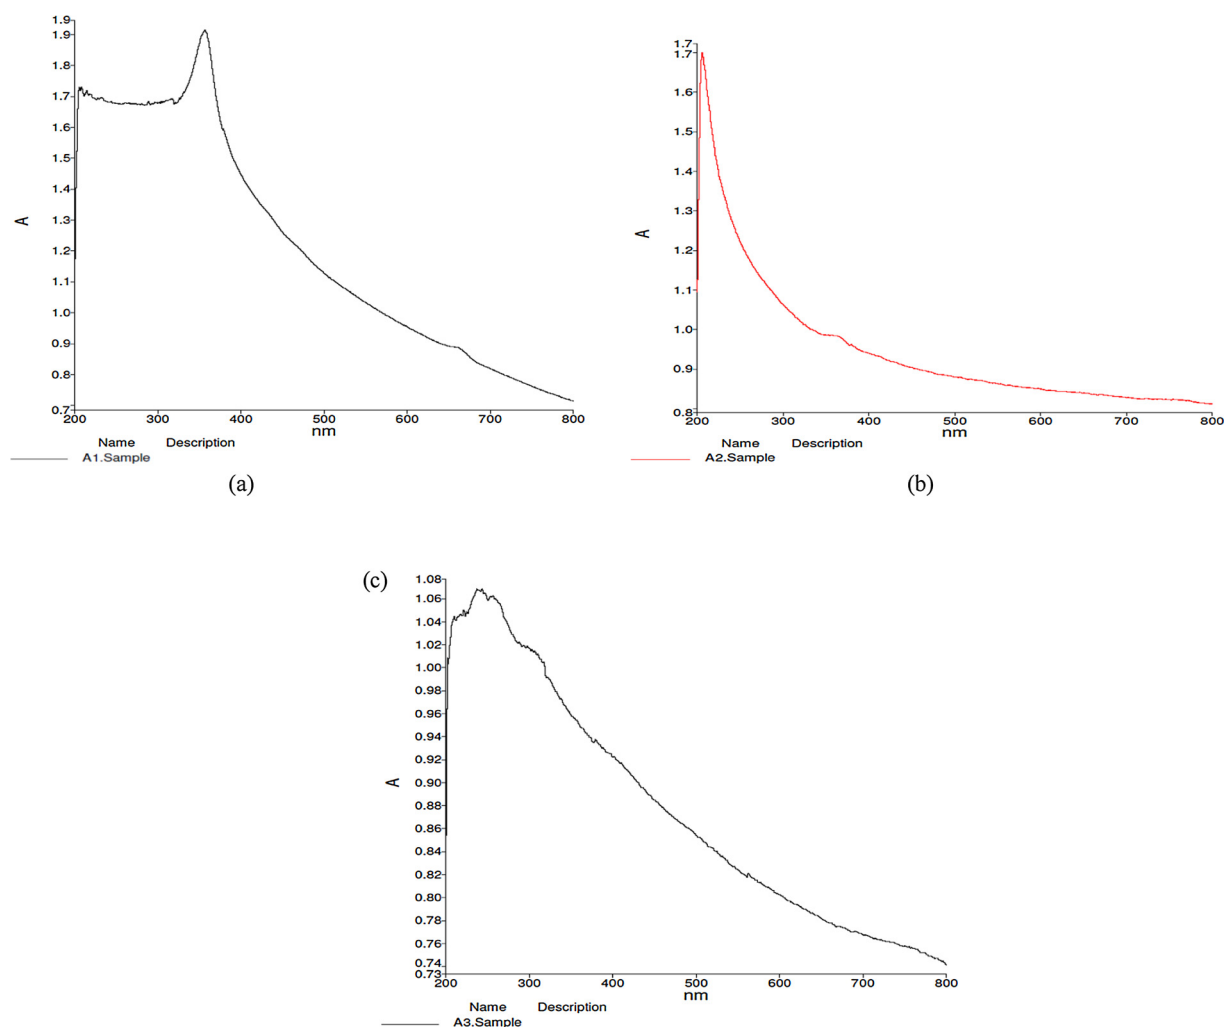 1.9
1.9
1.8
1.7
1.6
1.5
1.4
1.3
1.2
1.1
1.0
0.9
0.8
0.7
A
200 300 400 500 600 700 800
nm
Name Description
A1.Sample
(a)
1.7
1.7
1.6
1.5
1.4
1.3
1.2
1.1
1.0
0.9
0.8
A
200 300 400 500 600 700 800
nm
Name Description
A2.Sample
(b)
(c)
1.08
1.06
1.04
1.02
1.00
0.98
0.96
0.94
0.92
0.90
0.88
0.86
0.84
0.82
0.80
0.78
0.76
0.74
0.73
A
200 300 400 500 600 700 800
nm
Name Description
A3.Sample